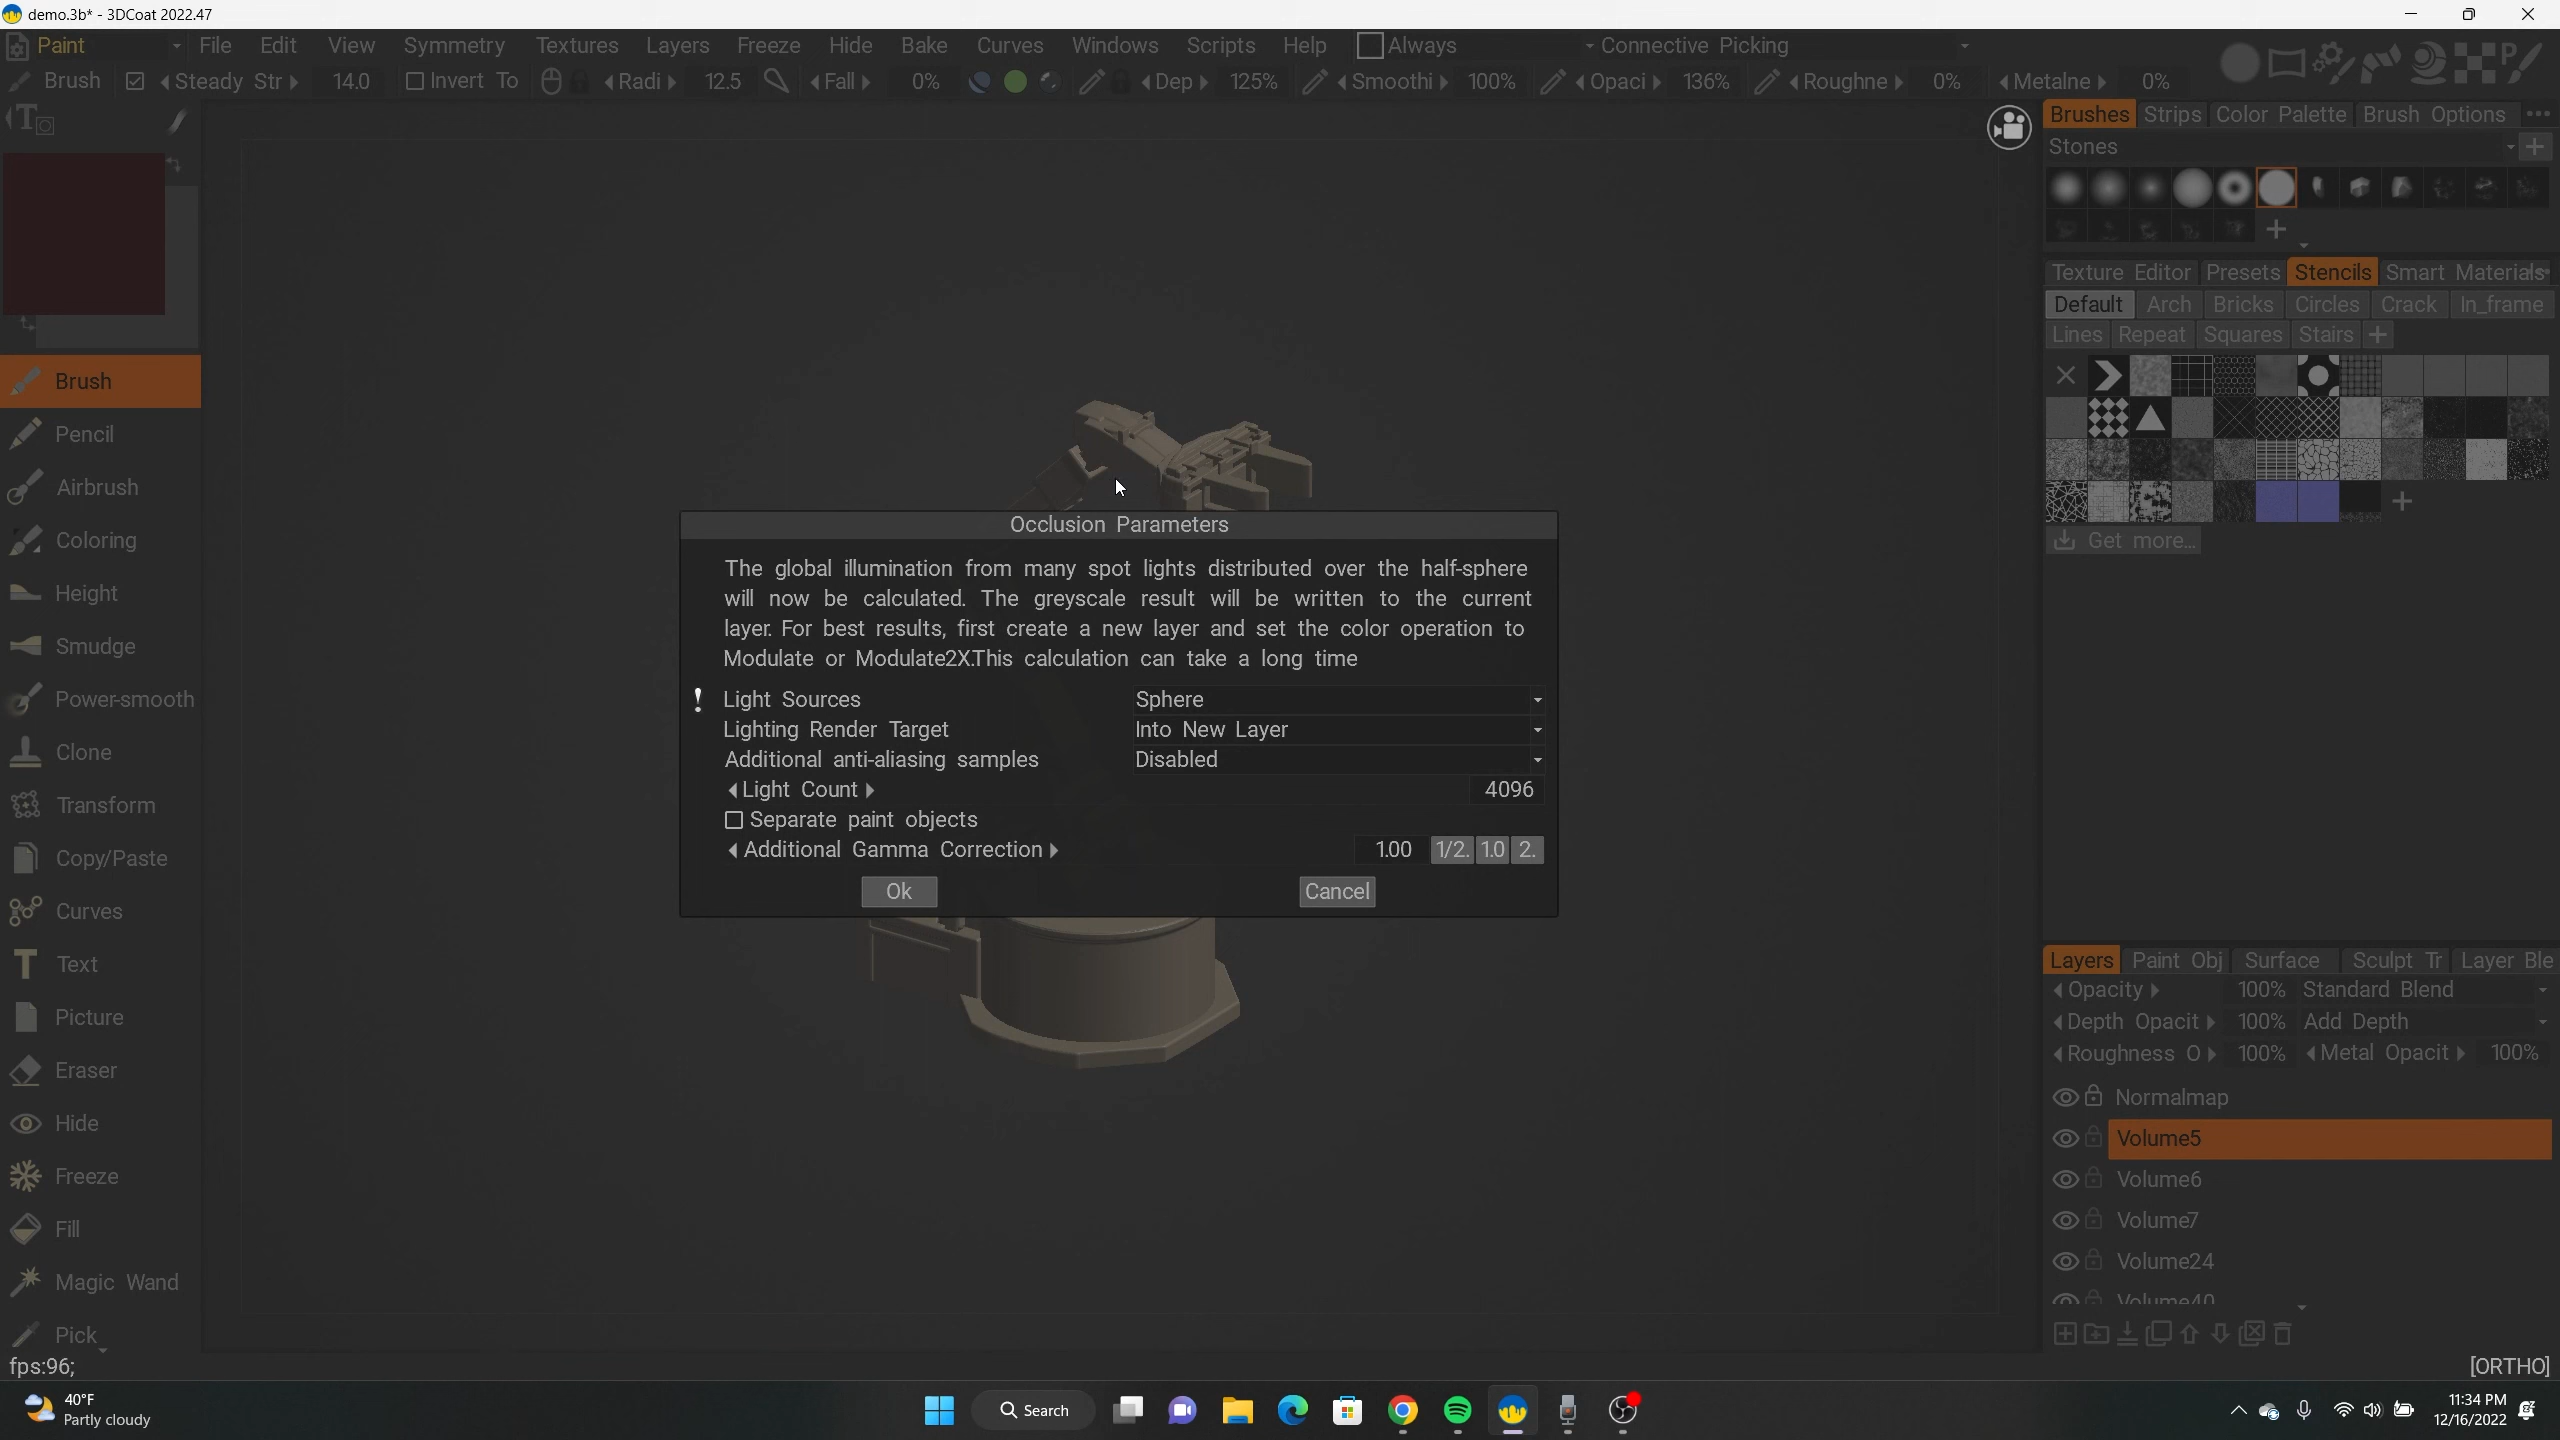 demo.3b* - 3DCoat 2022.47
Paint File Edit View Symmetry Textures Layers Freeze Hide Bake Curves Windows Scripts Help Always Connective Picking
Brush Steady Str 14.0 Invert To Radi 12.5 Fall 0% Dep 125% Smoothi 100% Opaci 136% Roughne 0% Metalne 0%
T
Brushes Strips Color Palette Brush Options
Stones
Texture Editor Presets Stencils Smart Materials
Default Arch Bricks Circles Crack In_frame
Lines Repeat Squares Stairs
Get more...
Brush
Pencil
Airbrush
Coloring
Height
Smudge
Power-smooth
Clone
Transform
Copy/Paste
Curves
Text
Picture
Eraser
Hide
Freeze
Fill
Magic Wand
Pick
fps:96;
Occlusion Parameters
The global illumination from many spot lights distributed over the half-sphere
will now be calculated. The greyscale result will be written to the current
layer. For best results, first create a new layer and set the color operation to
Modulate or Modulate2X.This calculation can take a long time
! Light Sources Sphere
Lighting Render Target Into New Layer
Additional anti-aliasing samples Disabled
Light Count 4096
Separate paint objects
Additional Gamma Correction 1.00 1/2. 1.0 2.
Ok Cancel
Layers Paint Obj Surface Sculpt Tr Layer Ble
Opacity 100% Standard Blend
Depth Opacit 100% Add Depth
Roughness O 100% Metal Opacit 100%
Normalmap
Volume5
Volume6
Volume7
Volume24
Volume40
[ORTHO]
40°F
Partly cloudy
Search
11:34 PM
12/16/2022